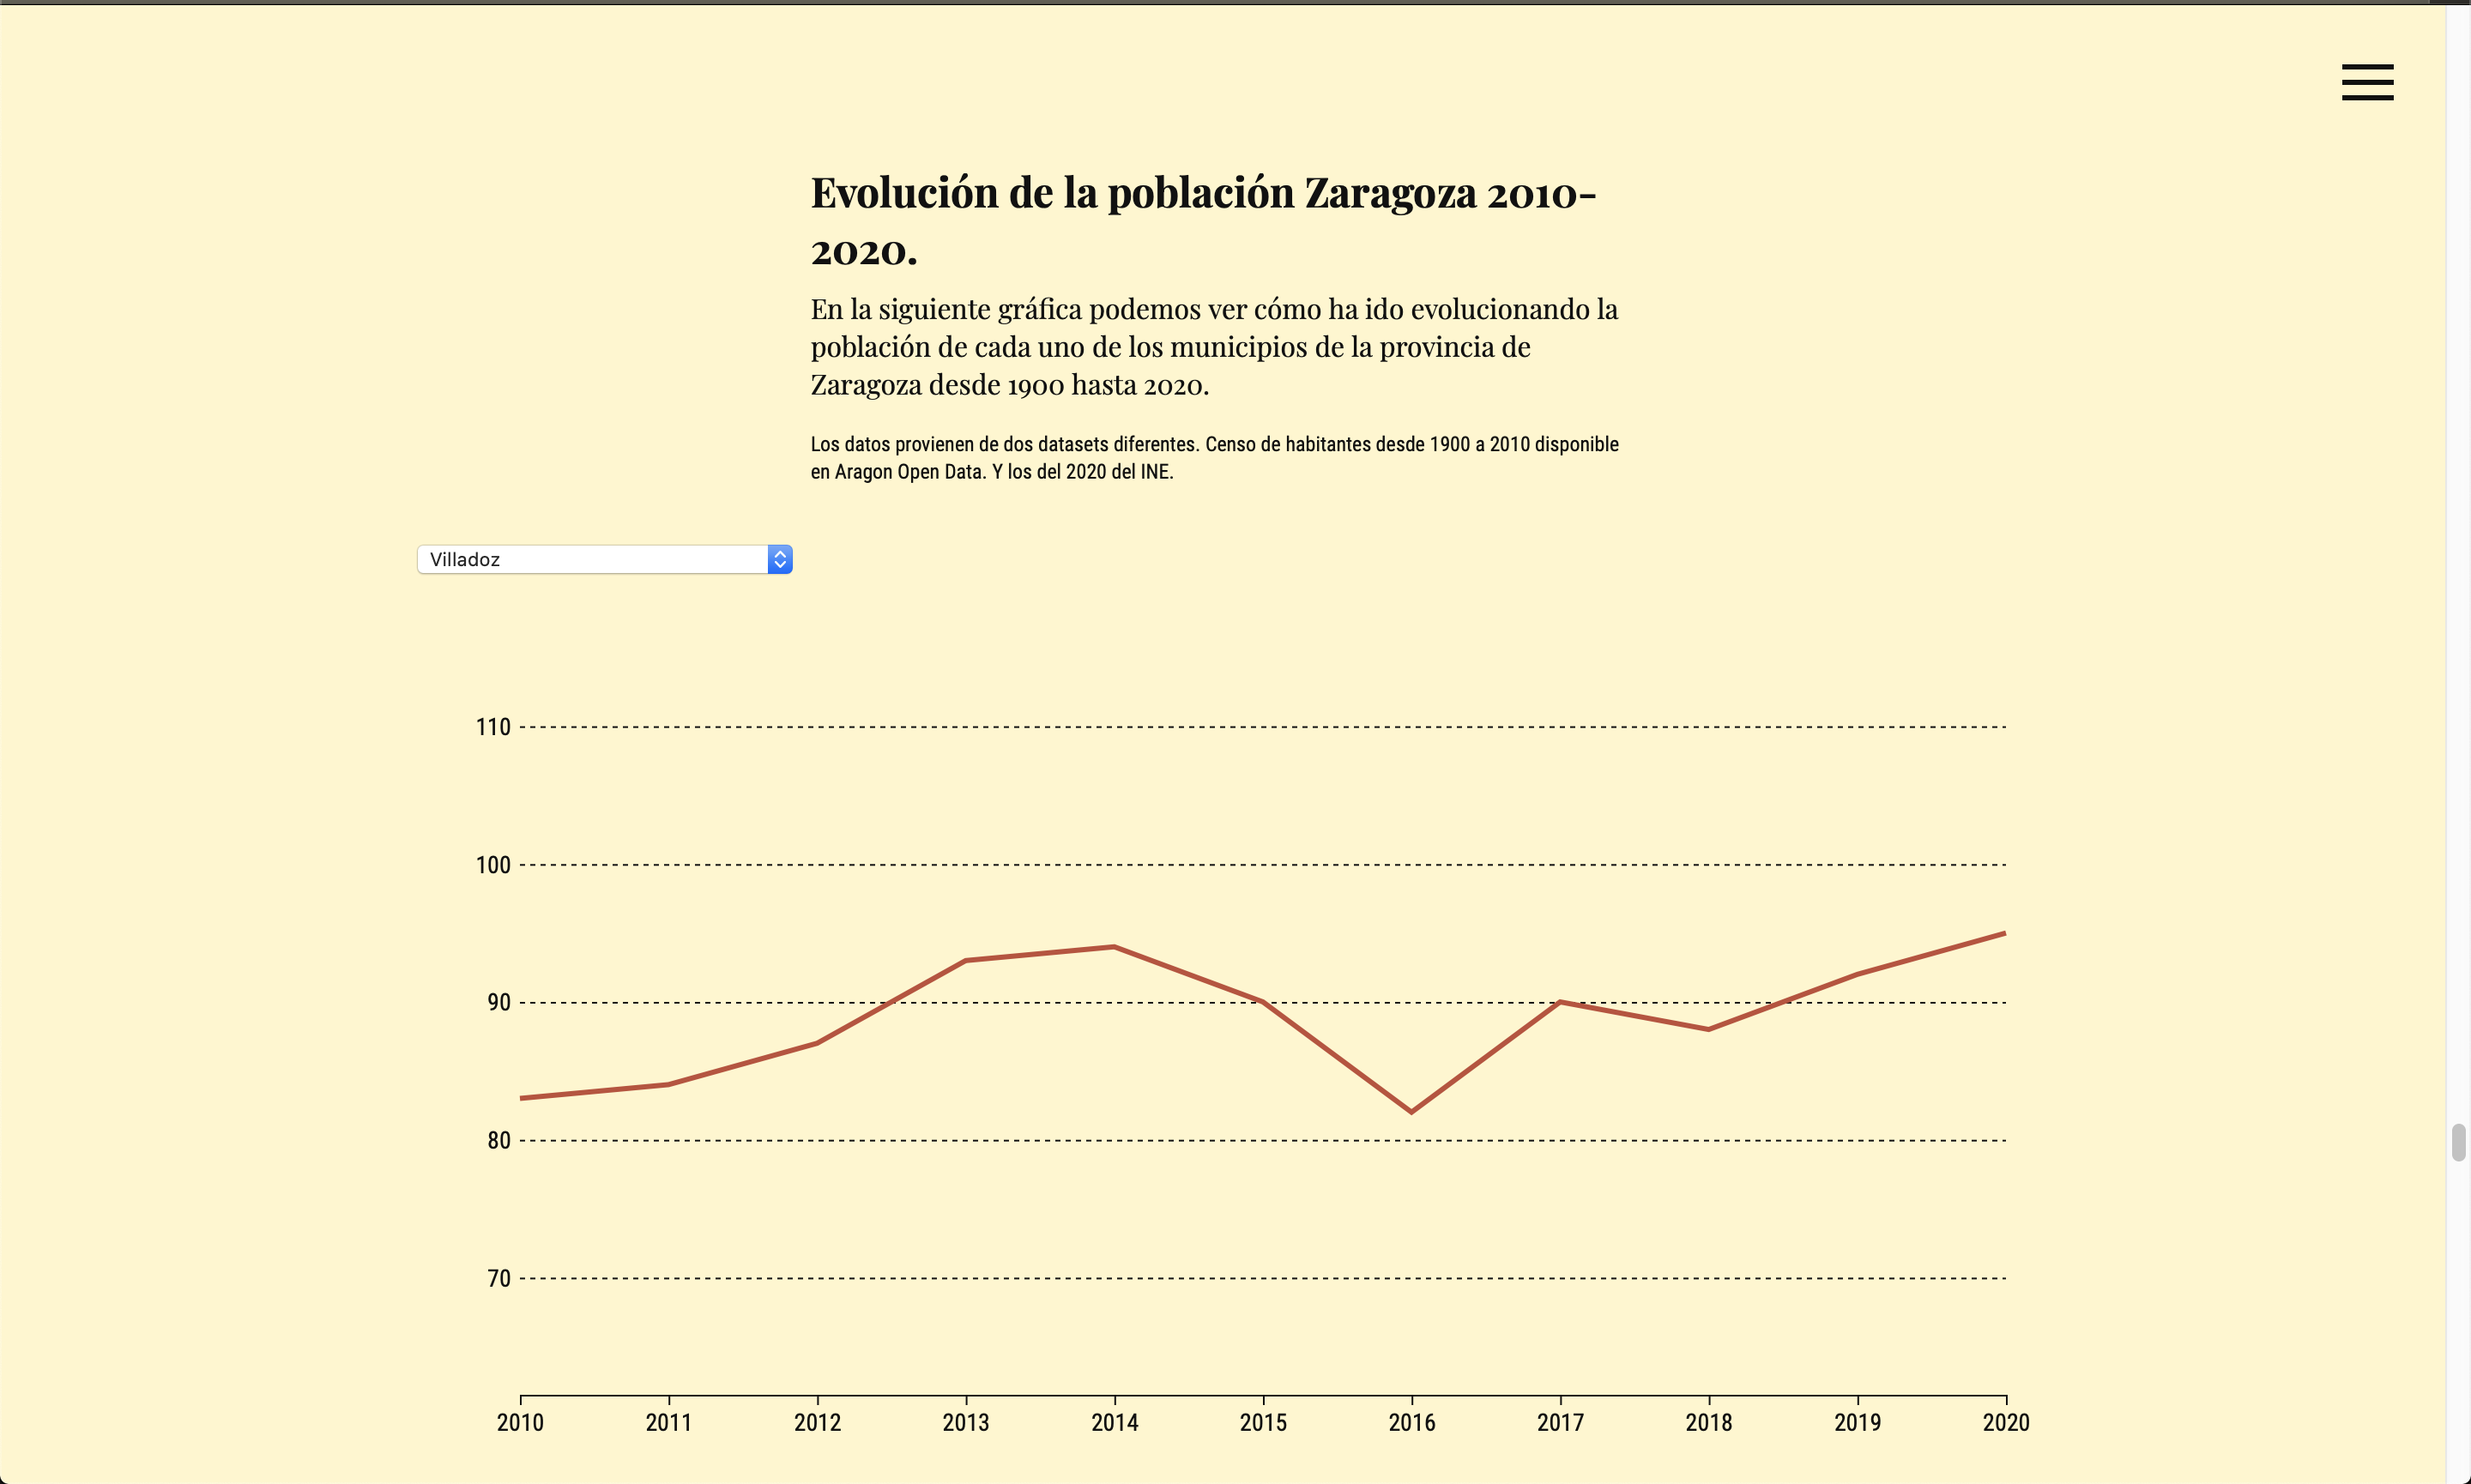 Evolución de la población Zaragoza 2010-
2020.
En la siguiente gráfica podemos ver cómo ha ido evolucionando la
población de cada uno de los municipios de la provincia de
Zaragoza desde 1900 hasta 2020.
Los datos provienen de dos datasets diferentes. Censo de habitantes desde 1900 a 2010 disponible
en Aragon Open Data. Y los del 2020 del INE.
Villadoz
110
100
90
80
70
2010 2011 2012 2013 2014 2015 2016 2017 2018 2019 2020